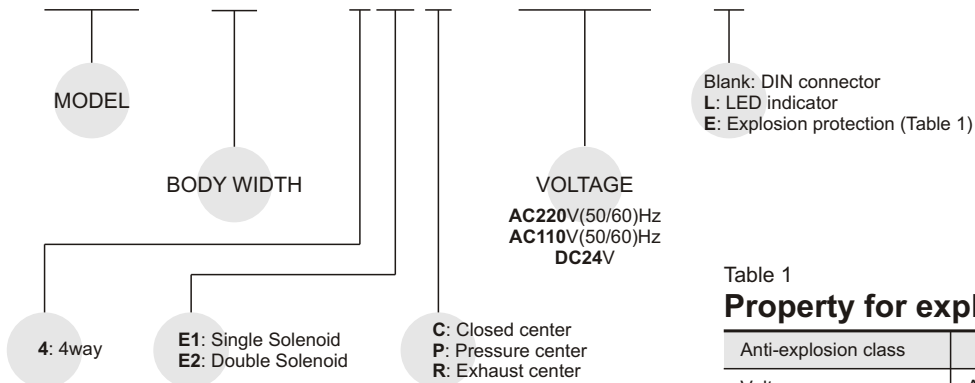 MODEL
BODY WIDTH
VOLTAGE
AC220V(50/60)Hz
AC110V(50/60)Hz
DC24V
Blank: DIN connector
L: LED indicator
E: Explosion protection (Table 1)
4: 4way
E1: Single Solenoid
E2: Double Solenoid
C: Closed center
P: Pressure center
R: Exhaust center
Table 1
Property for expl
Anti-explosion class